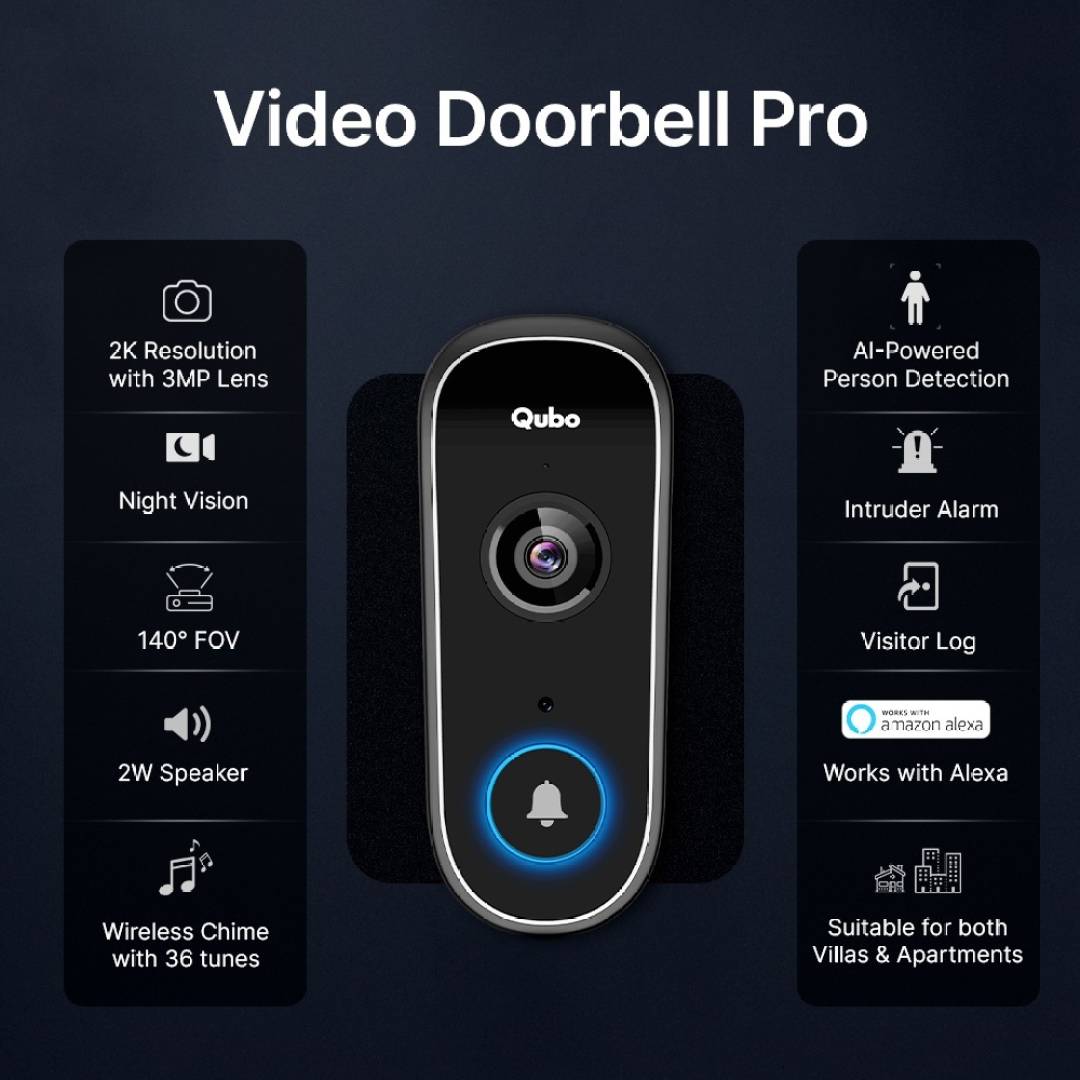 Video Doorbell Pro
2K Resolution
with 3MP Lens
Night Vision
140° FOV
2W Speaker
Wireless Chime
with 36 tunes
Qubo
AI-Powered
Person Detection
Intruder Alarm
Visitor Log
WORKS WITH
amazon alexa
Works with Alexa
Suitable for both
Villas & Apartments